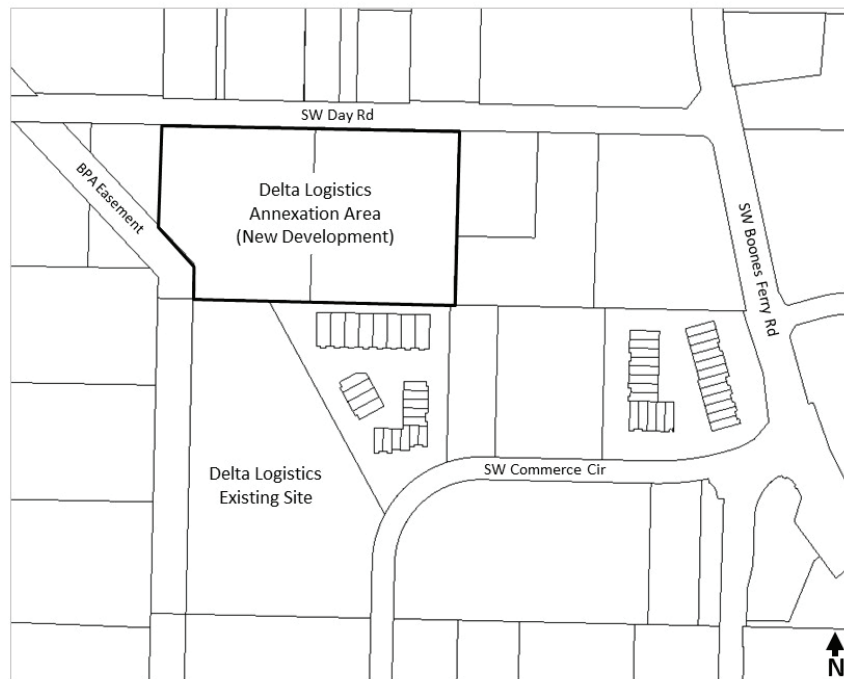 SW Day Rd
BPA Easement
Delta Logistics
Annexation Area
(New Development)
SW Boones Ferry Rd
SW Commerce Cir
Delta Logistics
Existing Site
N